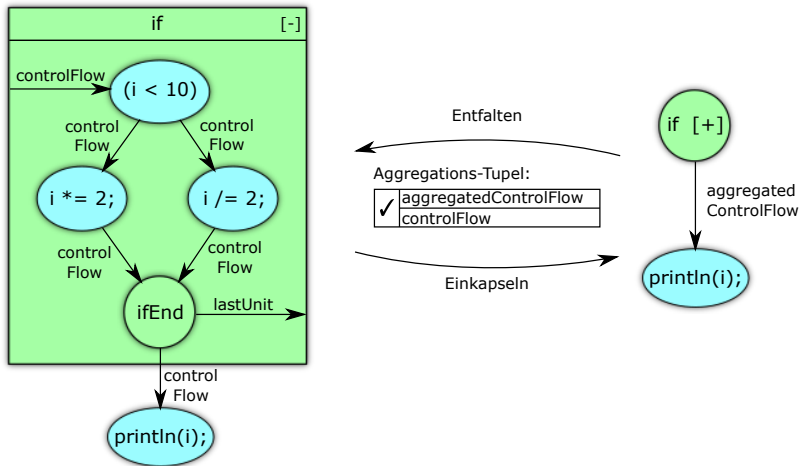 if [-]
controlFlow
(i < 10)
control
Flow
control
Flow
i *= 2;
i /= 2;
control
Flow
control
Flow
ifEnd
lastUnit
control
Flow
println(i);
Entfalten
Aggregations-Tupel:
✓
aggregatedControlFlow
controlFlow
Einkapseln
if [+]
aggregated
ControlFlow
println(i);